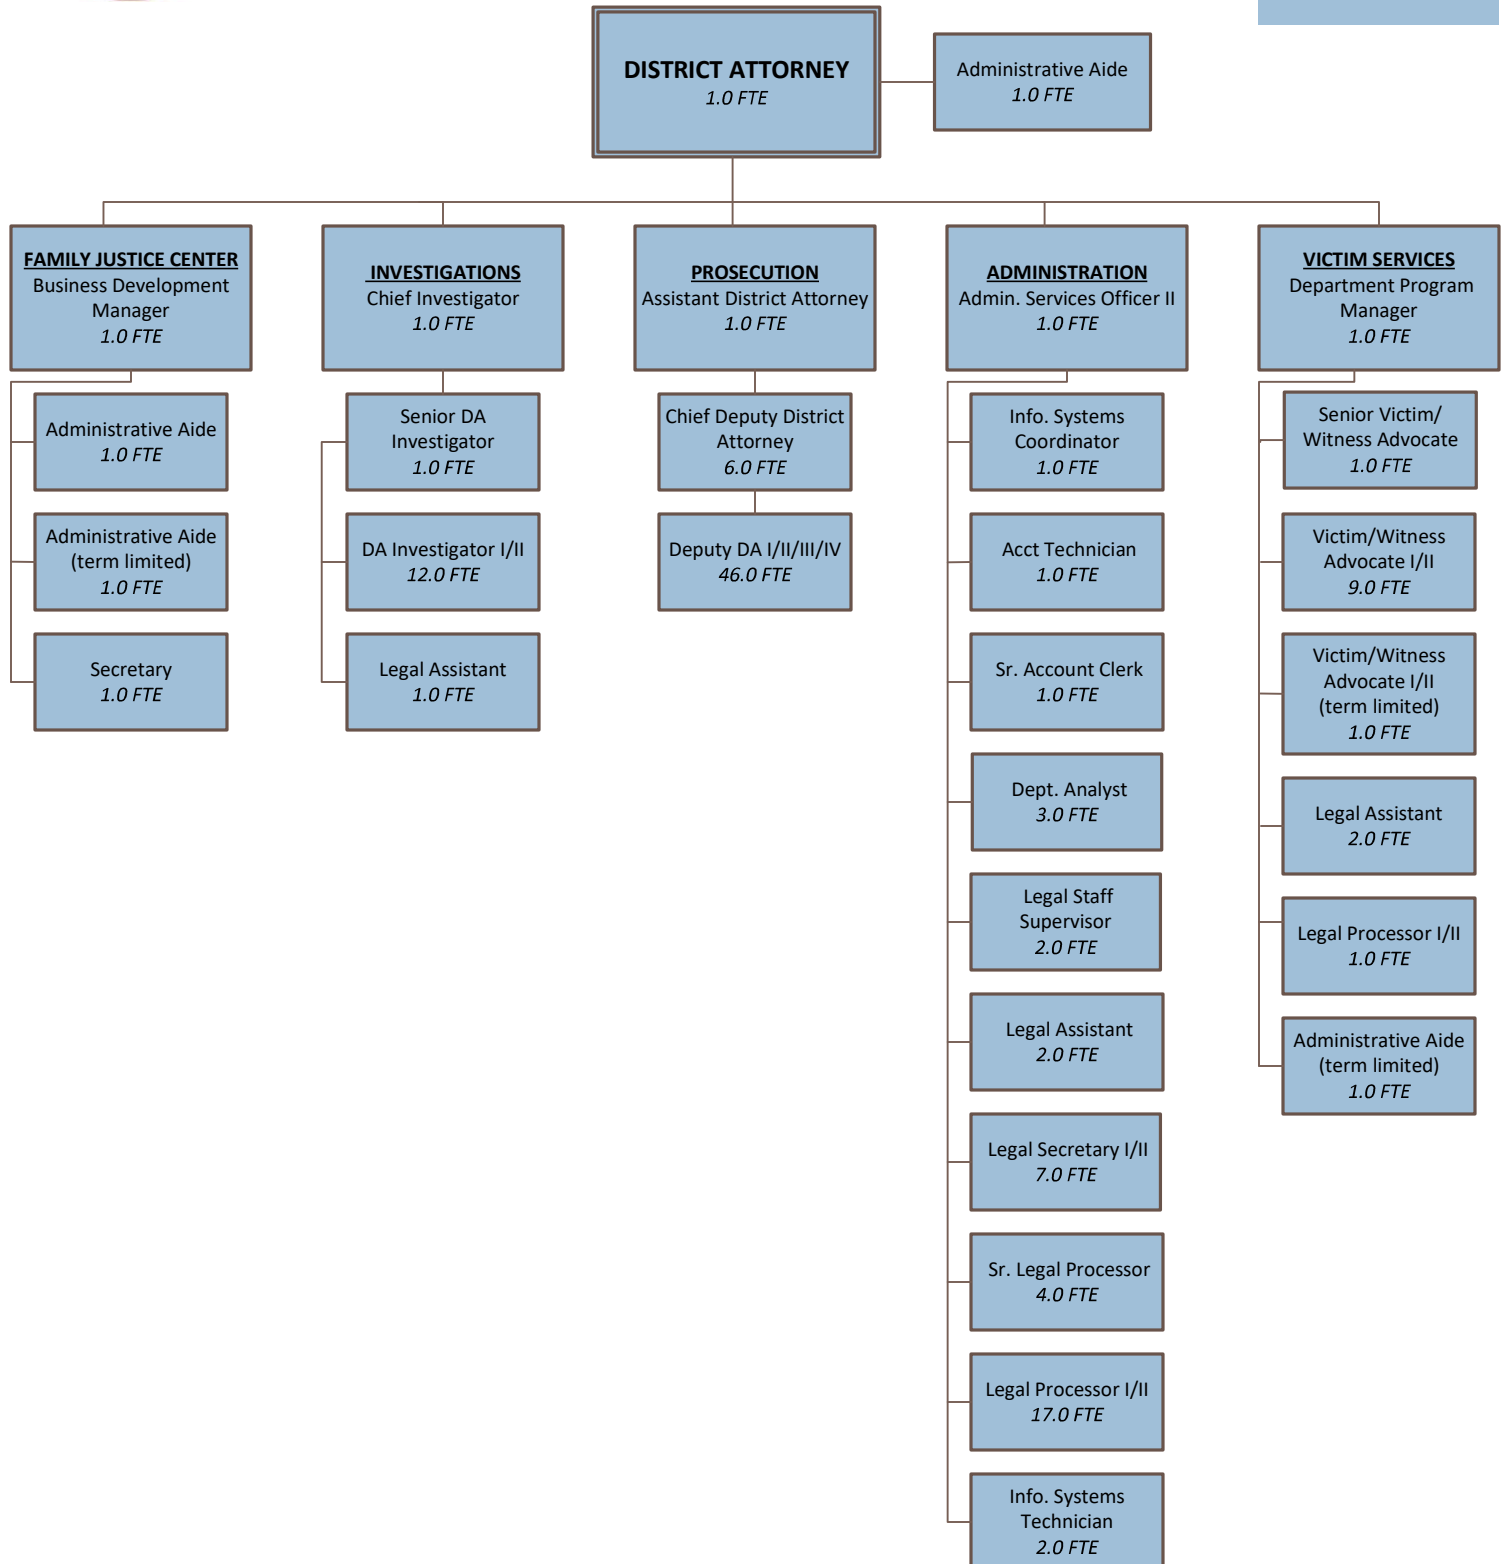 DISTRICT ATTORNEY
1.0 FTE
Administrative Aide
1.0 FTE
FAMILY JUSTICE CENTER
Business Development
Manager
1.0 FTE
Administrative Aide
1.0 FTE
Administrative Aide
(term limited)
1.0 FTE
Secretary
1.0 FTE
INVESTIGATIONS
Chief Investigator
1.0 FTE
Senior DA
Investigator
1.0 FTE
DA Investigator I/II
12.0 FTE
Legal Assistant
1.0 FTE
PROSECUTION
Assistant District Attorney
1.0 FTE
Chief Deputy District
Attorney
6.0 FTE
Deputy DA I/II/III/IV
46.0 FTE
ADMINISTRATION
Admin. Services Officer II
1.0 FTE
Info. Systems
Coordinator
1.0 FTE
Acct Technician
1.0 FTE
Sr. Account Clerk
1.0 FTE
Dept. Analyst
3.0 FTE
Legal Staff
Supervisor
2.0 FTE
Legal Assistant
2.0 FTE
Legal Secretary I/II
7.0 FTE
Sr. Legal Processor
4.0 FTE
Legal Processor I/II
17.0 FTE
Info. Systems
Technician
2.0 FTE
VICTIM SERVICES
Department Program
Manager
1.0 FTE
Senior Victim/
Witness Advocate
1.0 FTE
Victim/Witness
Advocate I/II
9.0 FTE
Victim/Witness
Advocate I/II
(term limited)
1.0 FTE
Legal Assistant
2.0 FTE
Legal Processor I/II
1.0 FTE
Administrative Aide
(term limited)
1.0 FTE